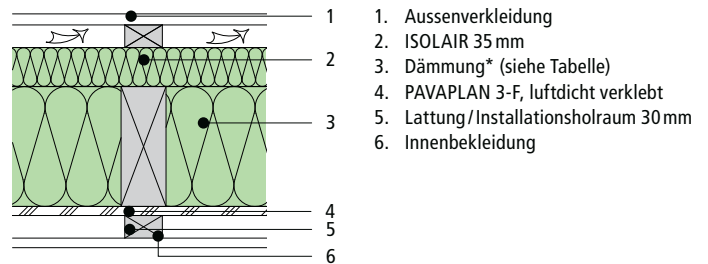 1
2
3
4
5
6
1. Aussenverkleidung
2. ISOLAIR 35 mm
3. Dämmung* (siehe Tabelle)
4. PAVAPLAN 3-F, luftdicht verklebt
5. Lattung/Installationsholraum 30 mm
6. Innenbekleidung